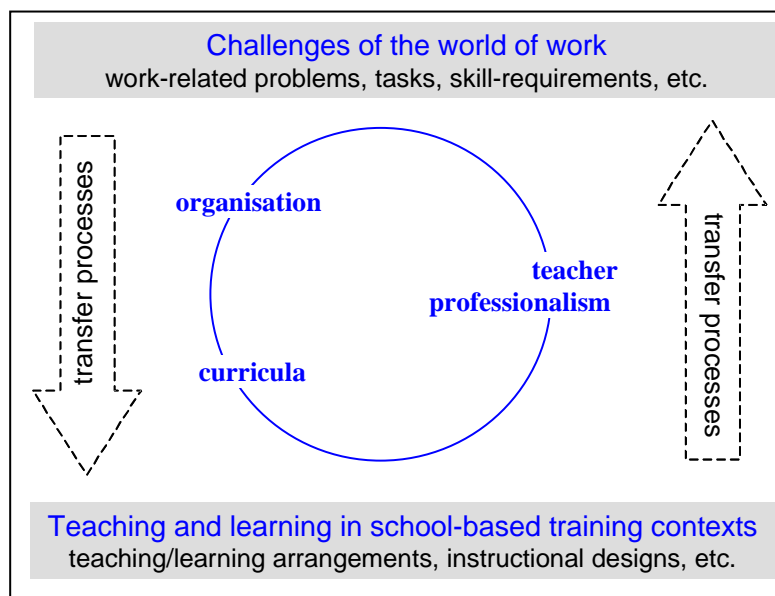 Challenges of the world of work
work-related problems, tasks, skill-requirements, etc.
transfer processes
organisation
teacher
professionalism
curricula
transfer processes
Teaching and learning in school-based training contexts
teaching/learning arrangements, instructional designs, etc.